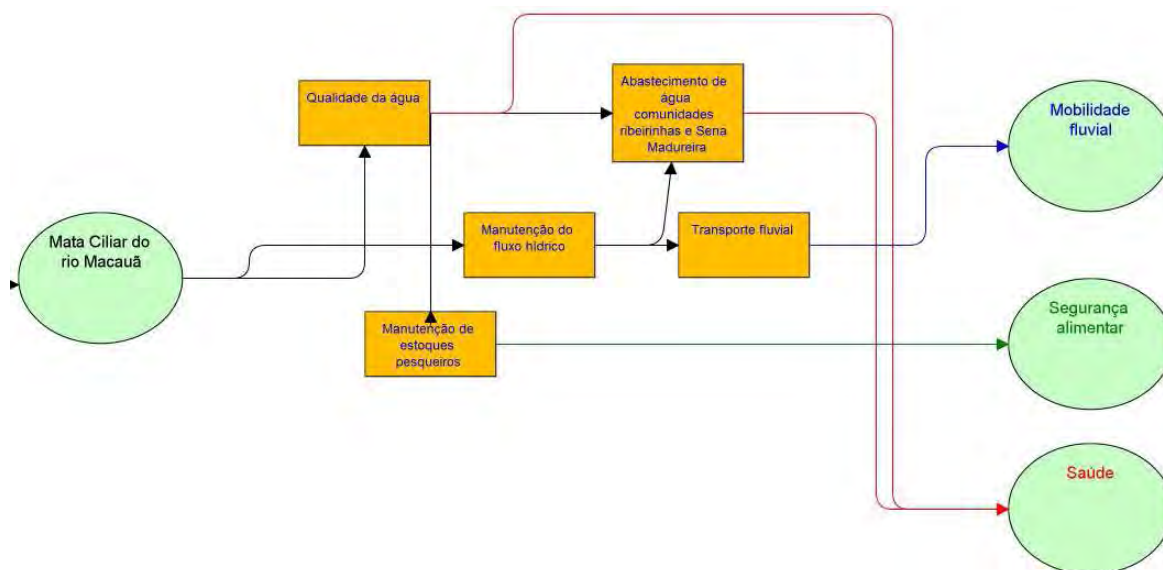 Qualidade da água
Abastecimento de
água
comunidades
ribeirinhas e Sena
Madureira
Mobilidade
fluvial
Mata Ciliar do
rio Macauã
Manutenção do
fluxo hídrico
Transporte fluvial
Manutenção de
estoques
pesqueiros
Segurança
alimentar
Saúde